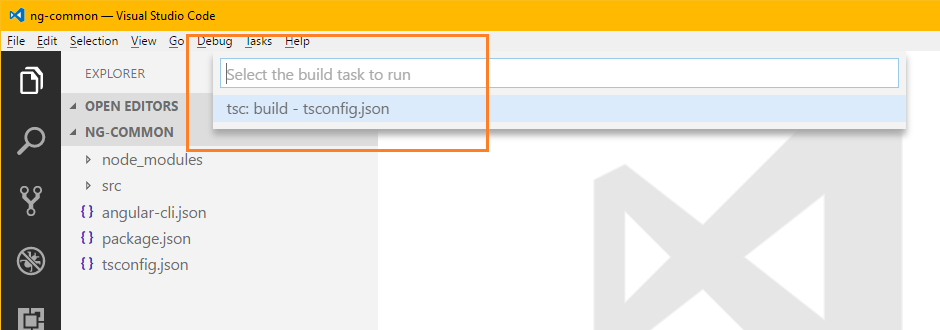 ng-common — Visual Studio Code
File Edit Selection View Go Debug Tasks Help
EXPLORER
Select the build task to run
tsc: build - tsconfig.json
OPEN EDITORS
NG-COMMON
node_modules
src
{ } angular-cli.json
{ } package.json
{ } tsconfig.json